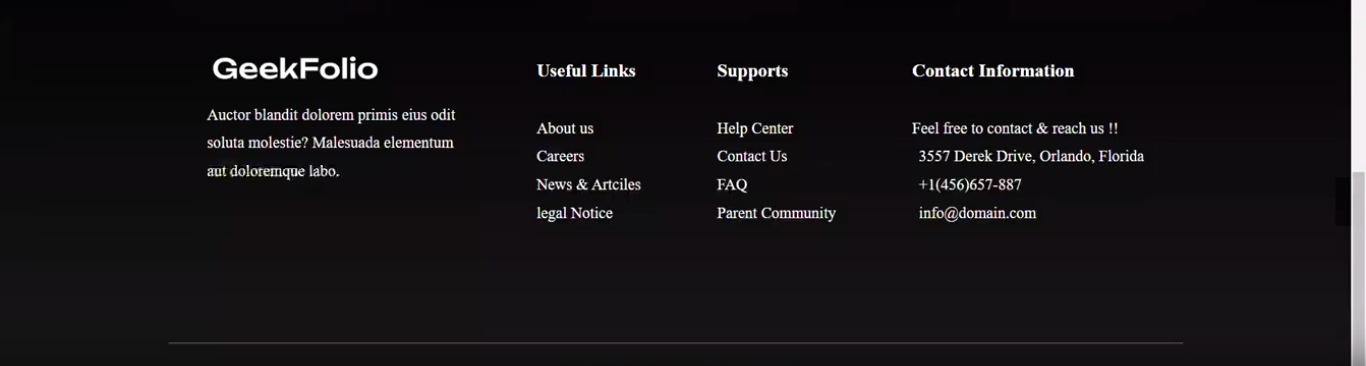 GeekFolio
Auctor blandit dolorem primis eius odit
soluta molestie? Malesuada elementum
aut doloremque labo.
Useful Links
About us
Careers
News & Artciles
legal Notice
Supports
Help Center
Contact Us
FAQ
Parent Community
Contact Information
Feel free to contact & reach us !!
3557 Derek Drive, Orlando, Florida
+1(456)657-887
info@domain.com